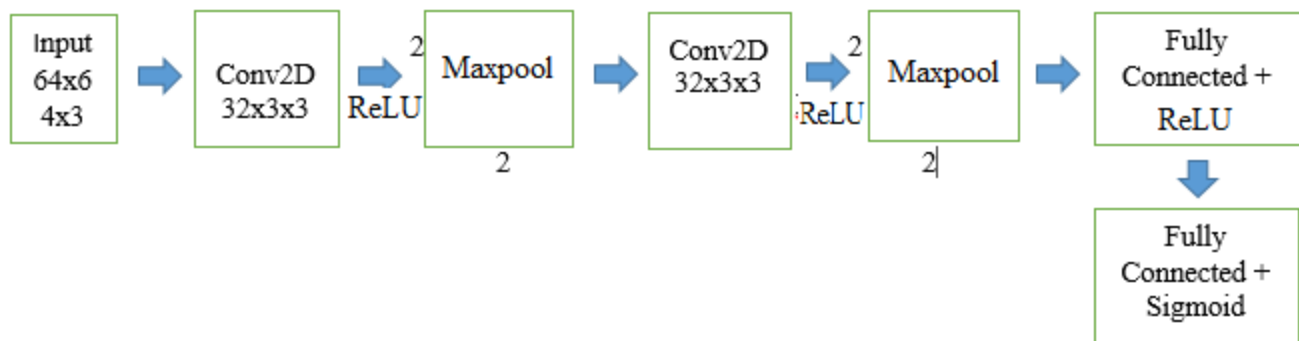 Input
64x6
4x3
Conv2D
32x3x3
ReLU
2
Maxpool
2
Conv2D
32x3x3
ReLU
2
Maxpool
2
Fully
Connected +
ReLU
Fully
Connected +
Sigmoid